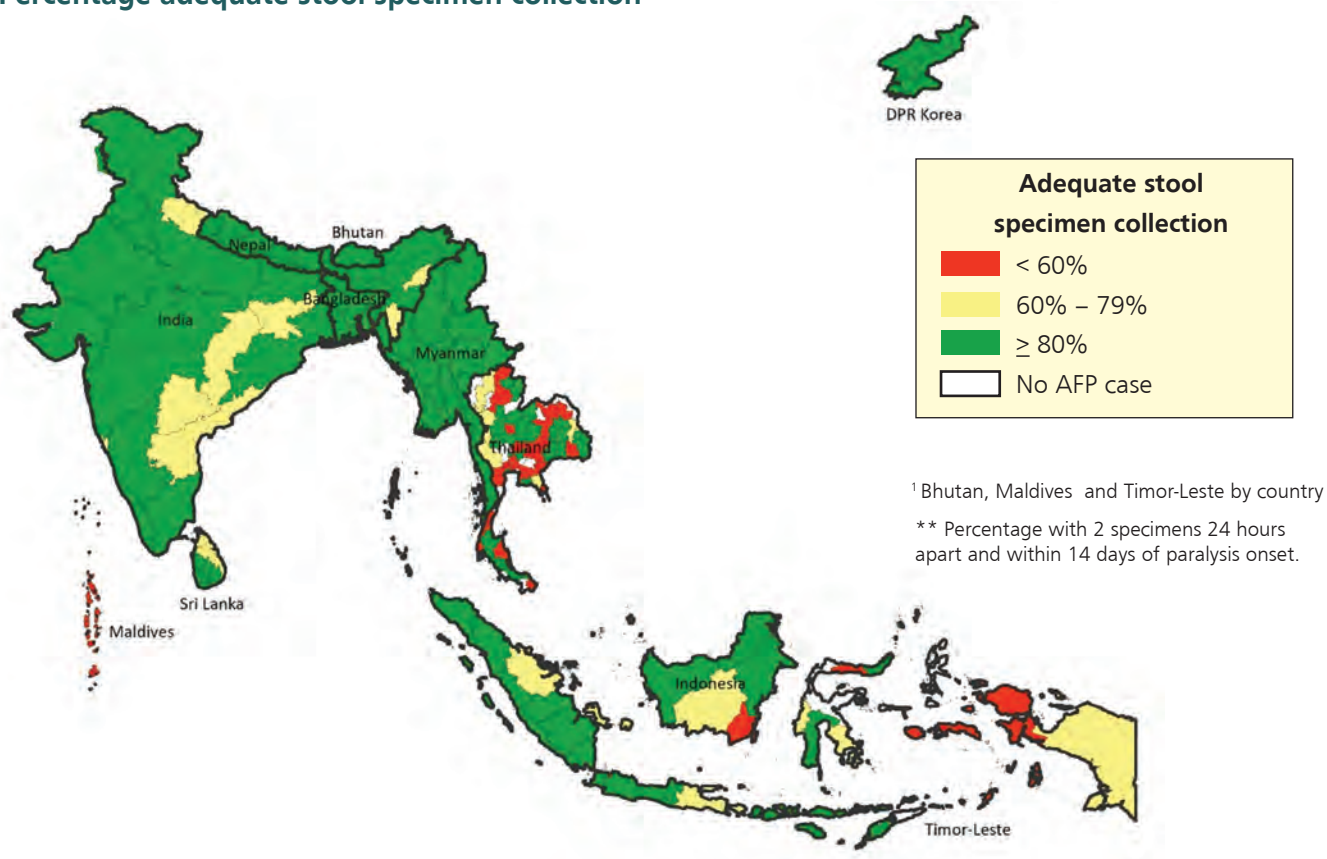 Percentage adequate stool specimen collection
DPR Korea
Adequate stool
specimen collection
< 60%
60% – 79%
≥ 80%
No AFP case
Nepal
Bhutan
Bangladesh
India
Myanmar
Thailand
Sri Lanka
Maldives
Indonesia
Timor-Leste
¹ Bhutan, Maldives and Timor-Leste by country
** Percentage with 2 specimens 24 hours
apart and within 14 days of paralysis onset.